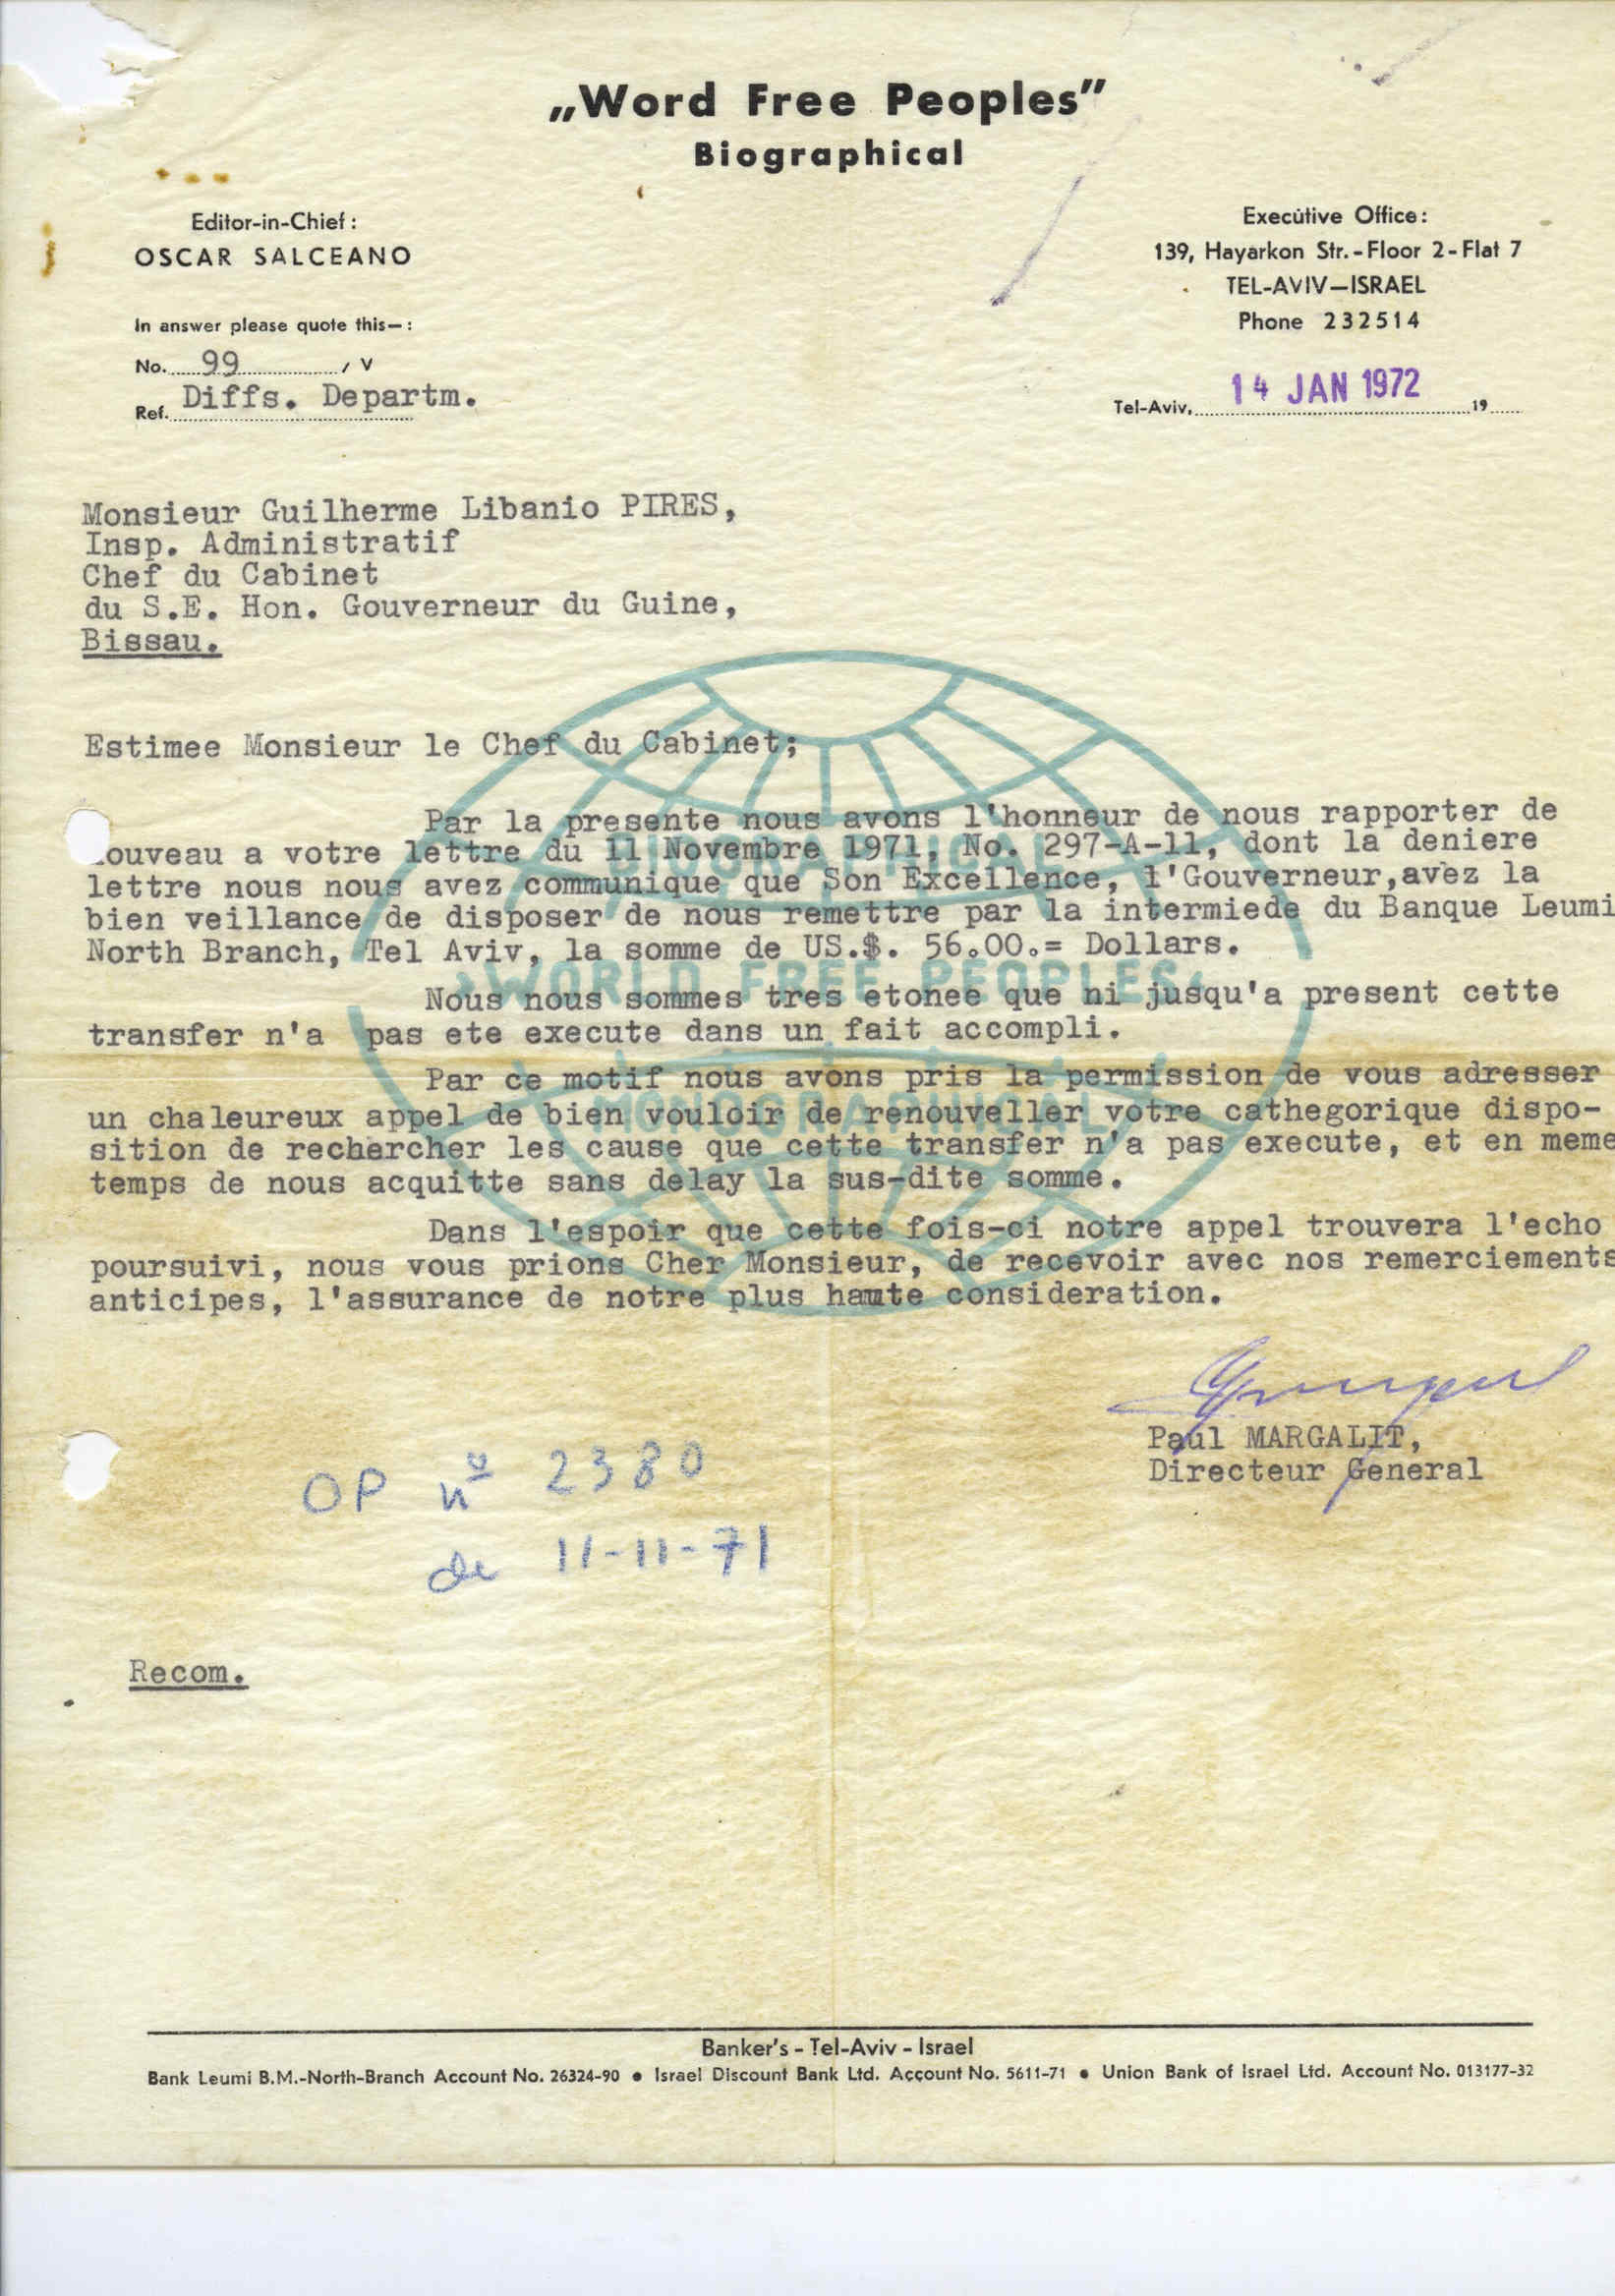 „Word Free Peoples”
Biographical
Editor-in-Chief:
OSCAR SALCEANO
In answer please quote this—:
No. 99 / V
Ref. Diffs. Departm.
Executive Office:
139, Hayarkon Str. - Floor 2 - Flat 7
TEL-AVIV—ISRAEL
Phone 232514
Tel-Aviv, 14 JAN 1972 19
Monsieur Guilherme Libanio PIRES,
Insp. Administratif
Chef du Cabinet
du S.E. Hon. Gouverneur du Guine,
Bissau.
Estimee Monsieur le Chef du Cabinet;
Par la presente nous avons l'honneur de nous rapporter de
ouveau a votre lettre du 11 Novembre 1971, No. 297-A-11, dont la deniere
lettre nous nous avez communique que Son Excellence, l'Gouverneur,avez la
bien veillance de disposer de nous remettre par la intermiede du Banque Leumi
North Branch, Tel Aviv, la somme de US.$. 56.00.= Dollars.
«WORLD FREE PEOPLES»
Nous nous sommes tres etonee que ni jusqu'a present cette
transfer n'a pas ete execute dans un fait accompli.
Par ce motif nous avons pris la permission de vous adresser
MONOGRAPHICAL
un chaleureux appel de bien vouloir de renouveller votre cathegorique dispo-
sition de rechercher les cause que cette transfer n'a pas execute, et en meme
temps de nous acquitte sans delay la sus-dite somme.
Dans l'espoir que cette fois-ci notre appel trouvera l'echo
poursuivi, nous vous prions Cher Monsieur, de recevoir avec nos remerciements
anticipes, l'assurance de notre plus haute consideration.
Paul MARGALIT,
Directeur General
OP nº 2380
de 11-11-71
Recom.
Banker's - Tel-Aviv - Israel
Bank Leumi B.M.-North-Branch Account No. 26324-90 ● Israel Discount Bank Ltd. Account No. 5611-71 ● Union Bank of Israel Ltd. Account No. 013177-32